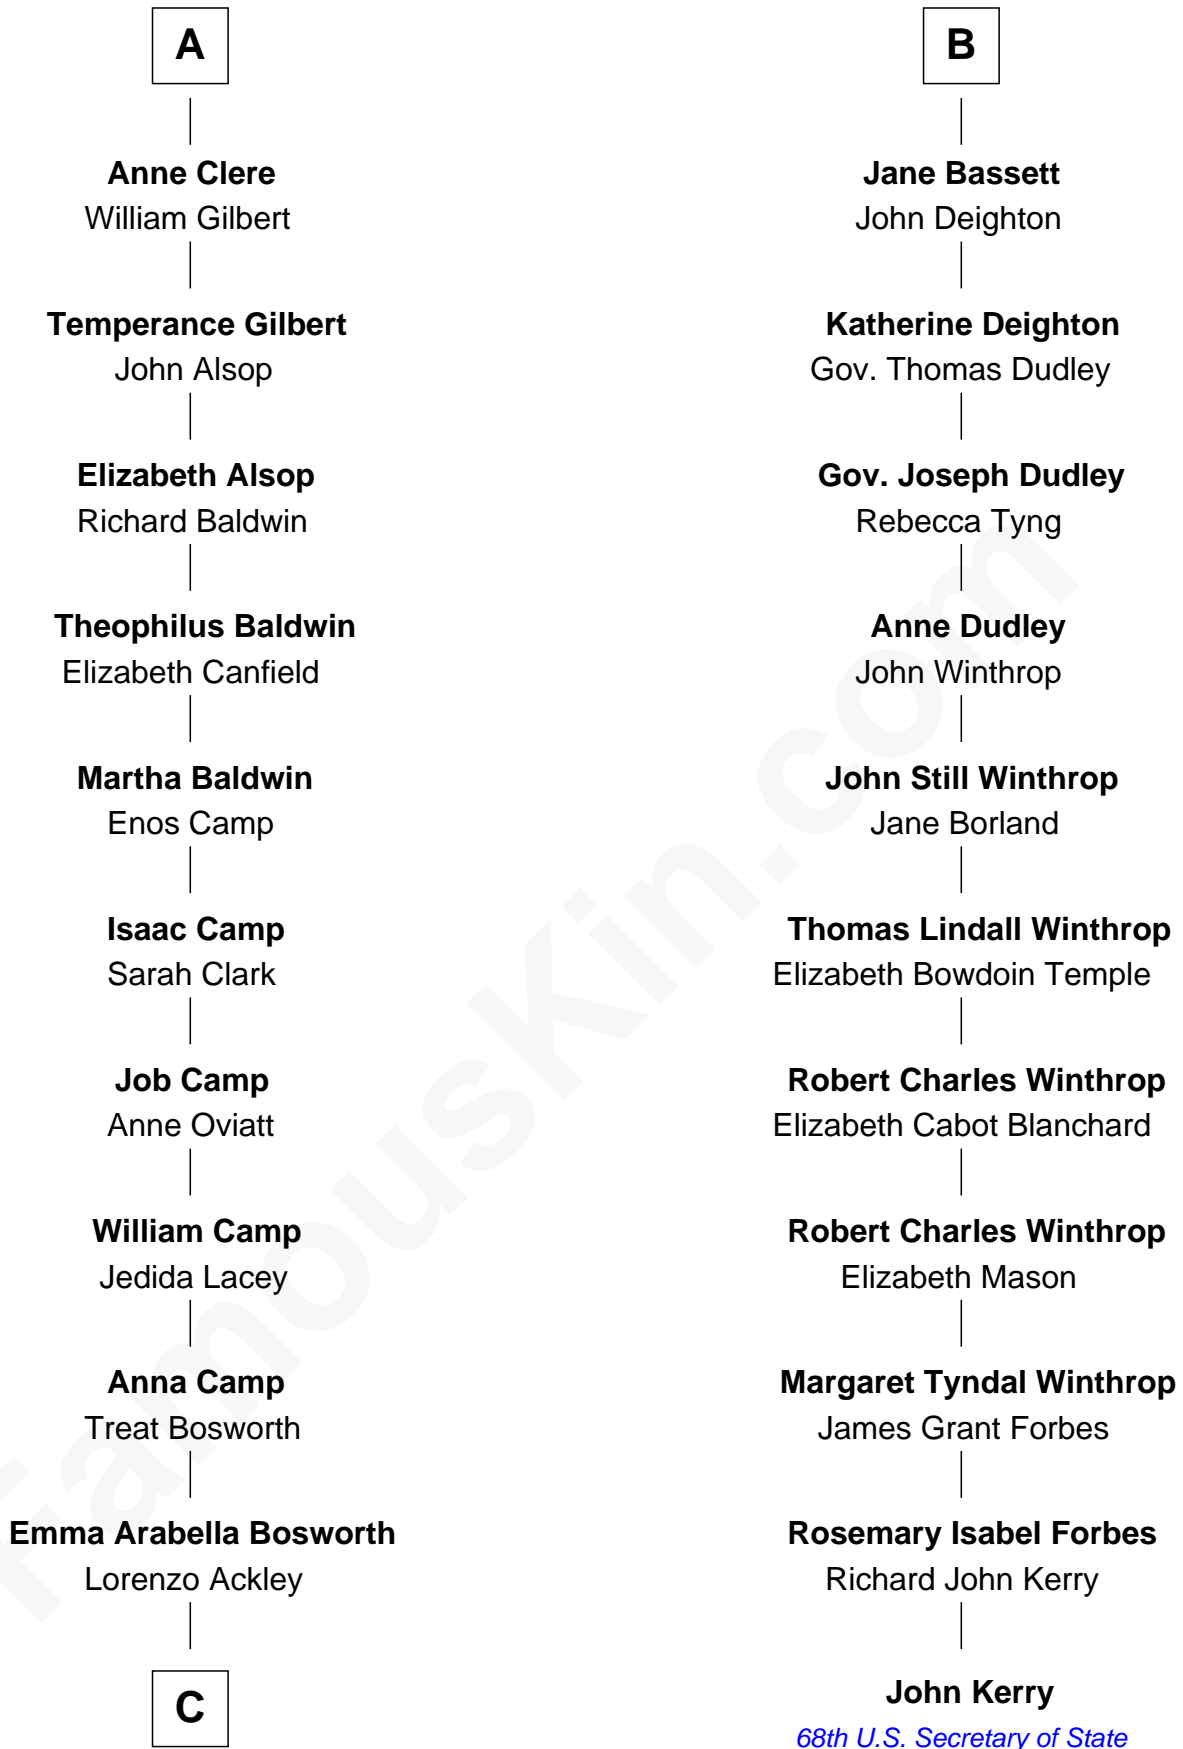 A
Anne Clere
William Gilbert
Temperance Gilbert
John Alsop
Elizabeth Alsop
Richard Baldwin
Theophilus Baldwin
Elizabeth Canfield
Martha Baldwin
Enos Camp
Isaac Camp
Sarah Clark
Job Camp
Anne Oviatt
William Camp
Jedida Lacey
Anna Camp
Treat Bosworth
Emma Arabella Bosworth
Lorenzo Ackley
C
B
Jane Bassett
John Deighton
Katherine Deighton
Gov. Thomas Dudley
Gov. Joseph Dudley
Rebecca Tyng
Anne Dudley
John Winthrop
John Still Winthrop
Jane Borland
Thomas Lindall Winthrop
Elizabeth Bowdoin Temple
Robert Charles Winthrop
Elizabeth Cabot Blanchard
Robert Charles Winthrop
Elizabeth Mason
Margaret Tyndal Winthrop
James Grant Forbes
Rosemary Isabel Forbes
Richard John Kerry
John Kerry
68th U.S. Secretary of State
FamousKin.com